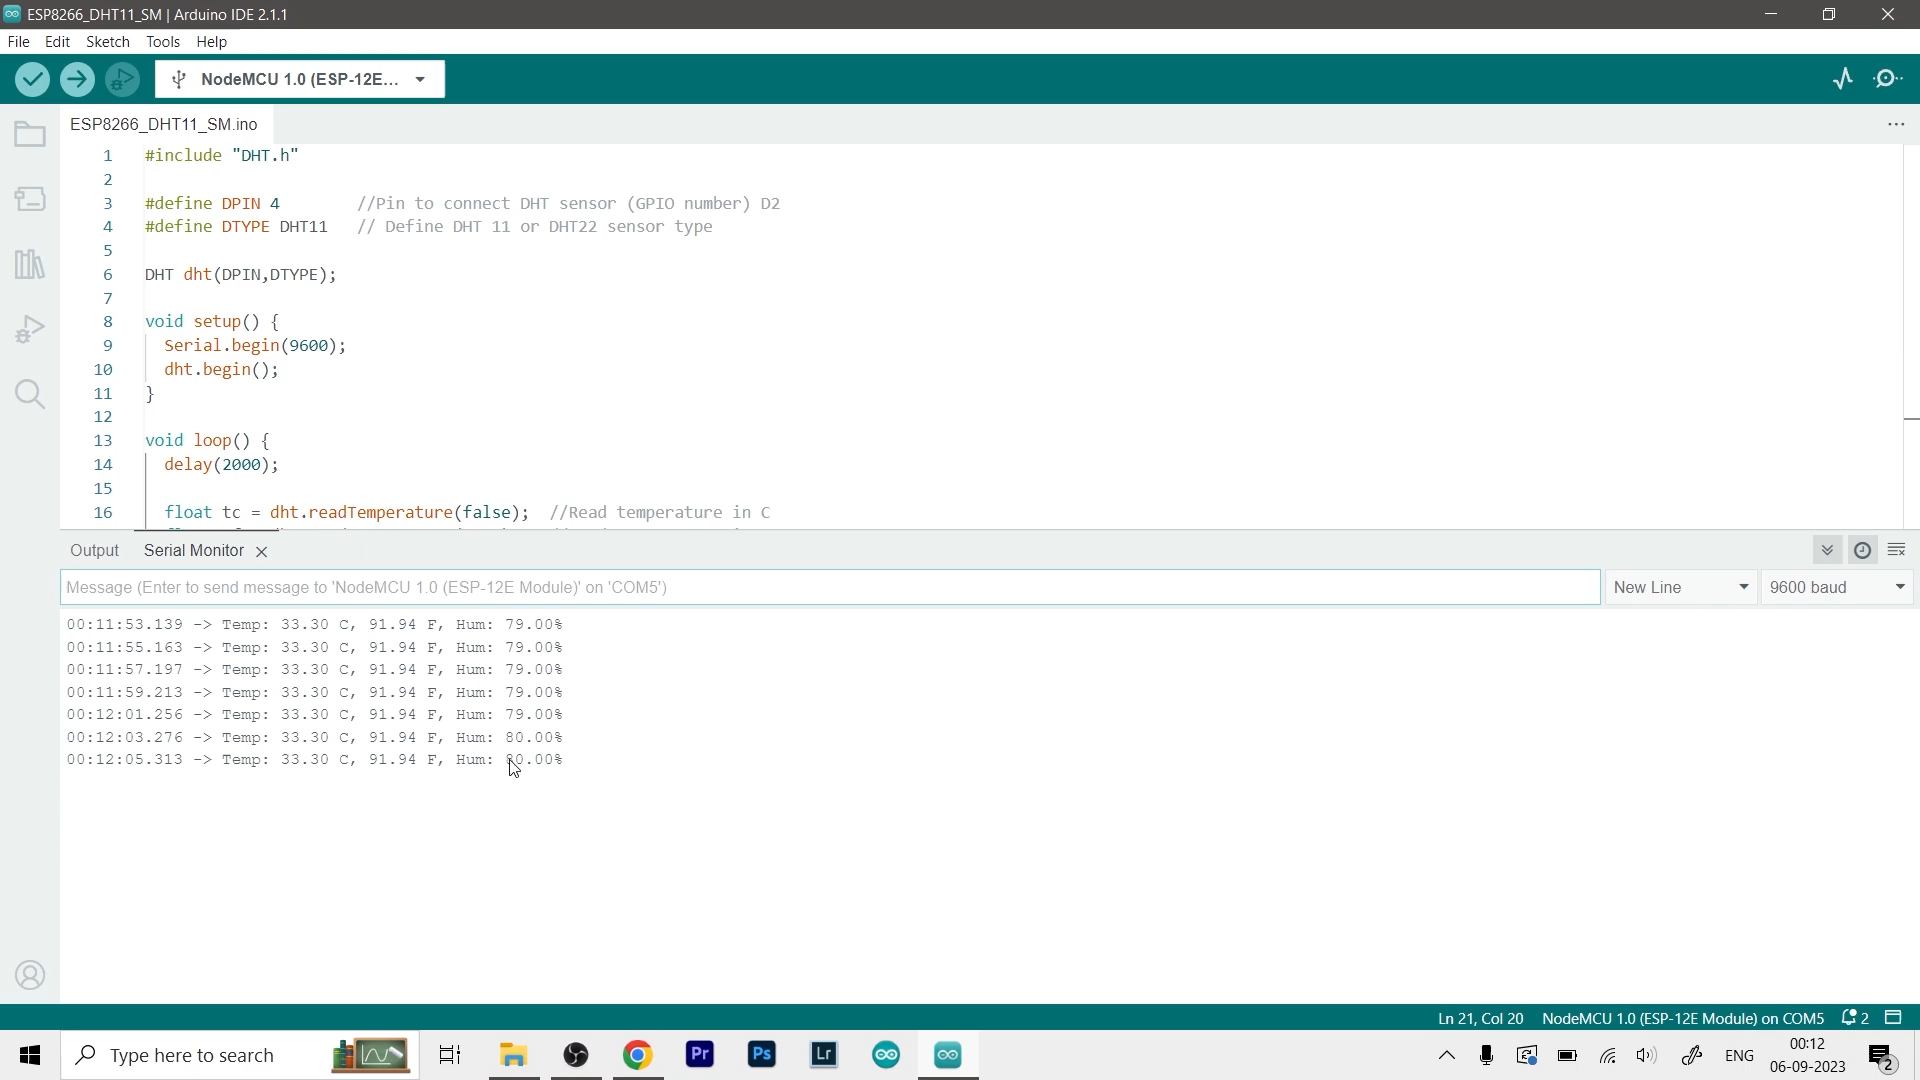 ESP8266_DHT11_SM | Arduino IDE 2.1.1
File Edit Sketch Tools Help
NodeMCU 1.0 (ESP-12E...
ESP8266_DHT11_SM.ino
1 #include "DHT.h"
2
3 #define DPIN 4 //Pin to connect DHT sensor (GPIO number) D2
4 #define DTYPE DHT11 // Define DHT 11 or DHT22 sensor type
5
6 DHT dht(DPIN,DTYPE);
7
8 void setup() {
9 Serial.begin(9600);
10 dht.begin();
11 }
12
13 void loop() {
14 delay(2000);
15
16 float tc = dht.readTemperature(false); //Read temperature in C
Output Serial Monitor
Message (Enter to send message to 'NodeMCU 1.0 (ESP-12E Module)' on 'COM5')
New Line 9600 baud
00:11:53.139 -> Temp: 33.30 C, 91.94 F, Hum: 79.00%
00:11:55.163 -> Temp: 33.30 C, 91.94 F, Hum: 79.00%
00:11:57.197 -> Temp: 33.30 C, 91.94 F, Hum: 79.00%
00:11:59.213 -> Temp: 33.30 C, 91.94 F, Hum: 79.00%
00:12:01.256 -> Temp: 33.30 C, 91.94 F, Hum: 79.00%
00:12:03.276 -> Temp: 33.30 C, 91.94 F, Hum: 80.00%
00:12:05.313 -> Temp: 33.30 C, 91.94 F, Hum: 80.00%
Ln 21, Col 20 NodeMCU 1.0 (ESP-12E Module) on COM5 2
Type here to search
Pr Ps Lr
ENG
00:12
06-09-2023
2